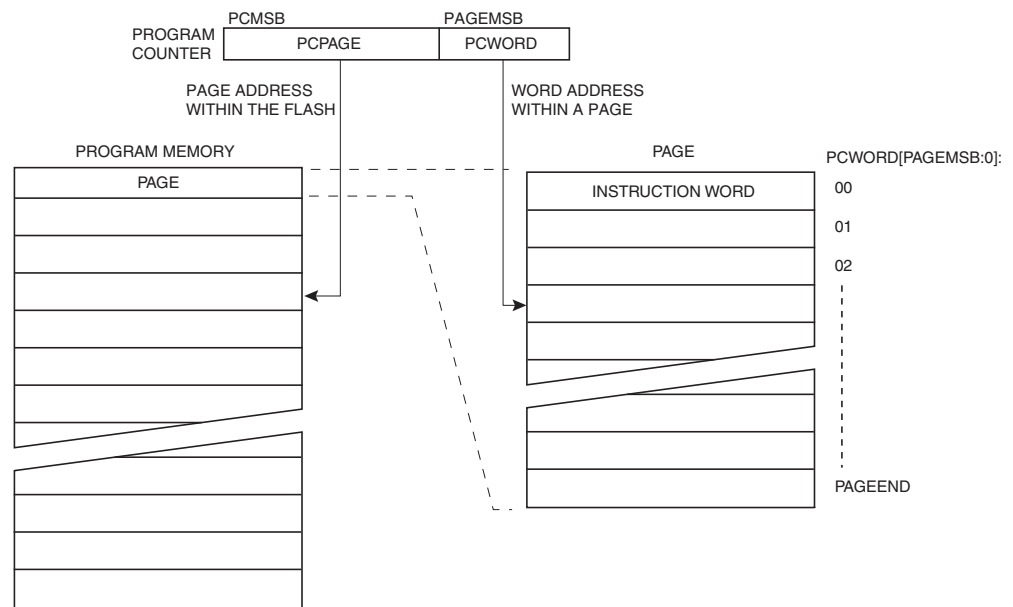 PCMSB
PAGEMSB
PROGRAM
COUNTER
PCPAGE
PCWORD
PAGE ADDRESS
WITHIN THE FLASH
WORD ADDRESS
WITHIN A PAGE
PROGRAM MEMORY
PAGE
PAGE
PCWORD[PAGEMSB:0]:
INSTRUCTION WORD
00
01
02
PAGEEND